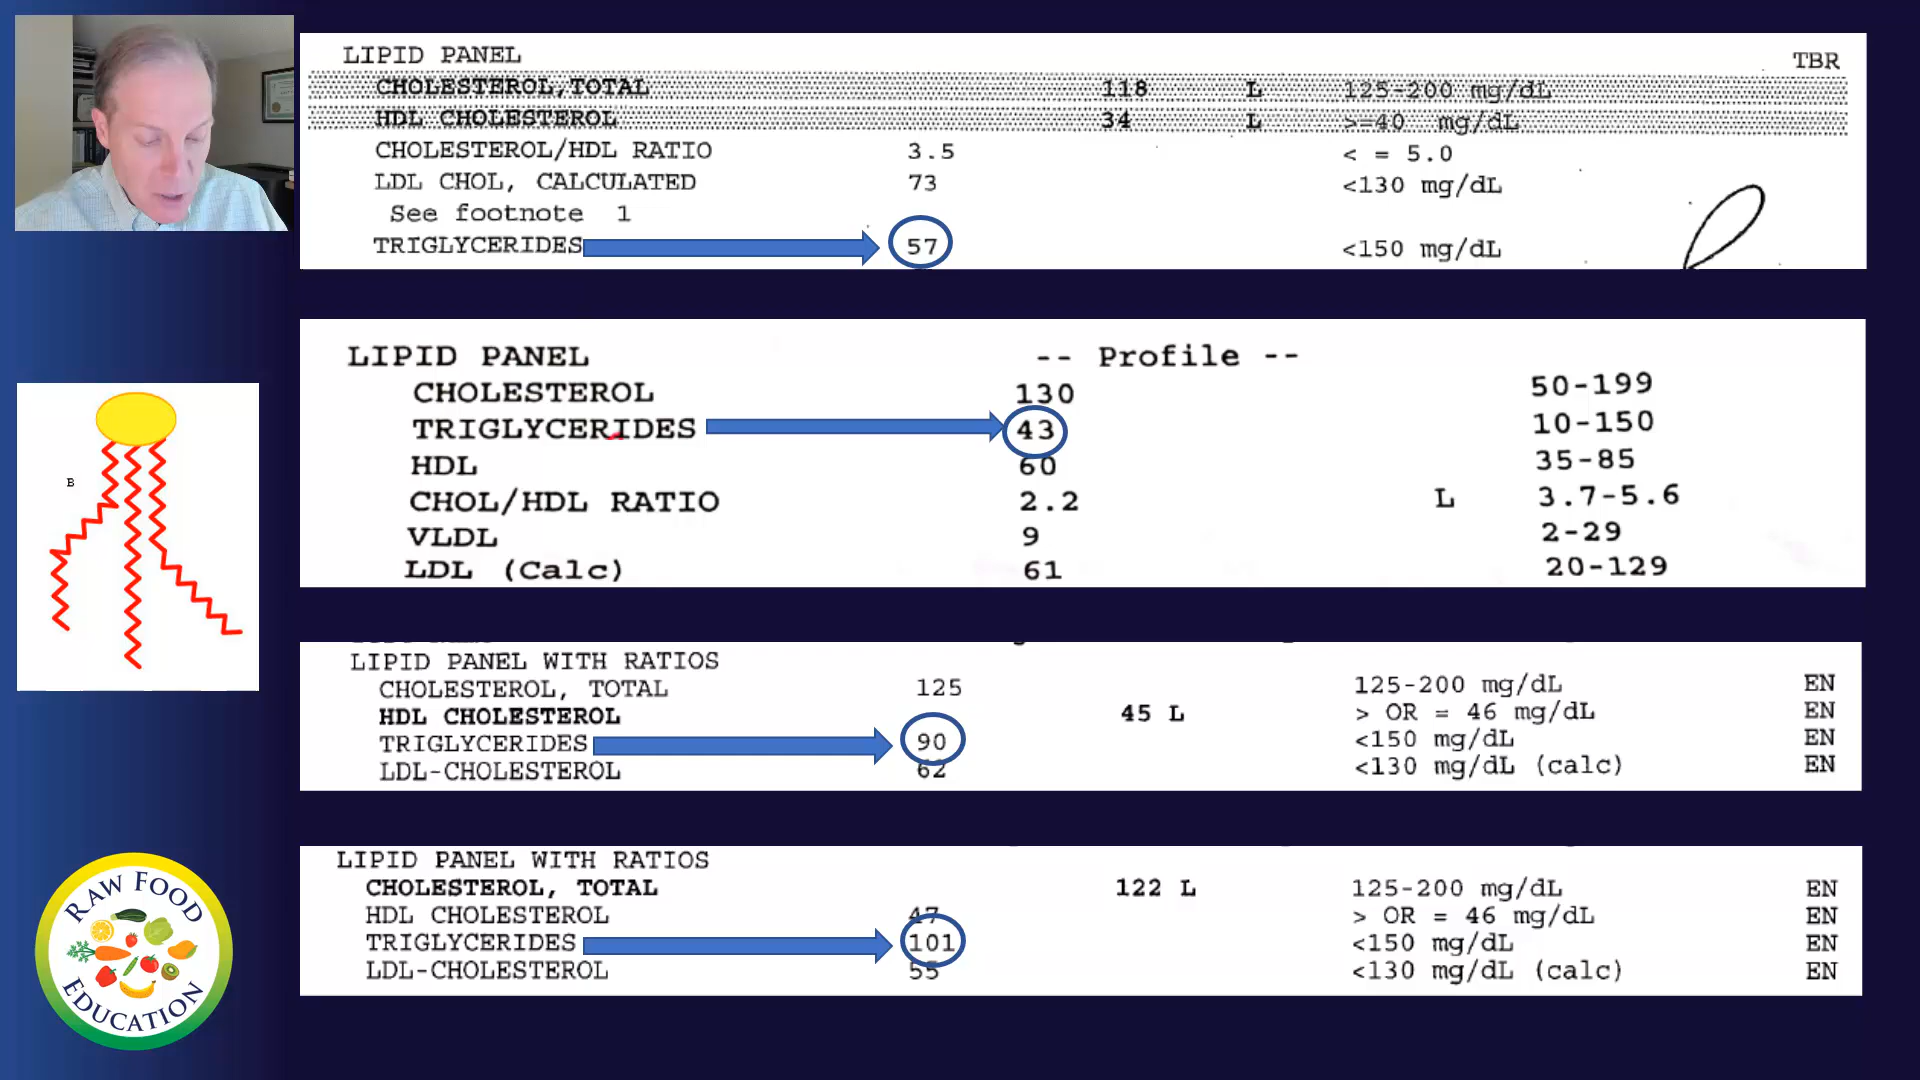 LIPID PANEL TBR
CHOLESTEROL,TOTAL 118 L 125-200 mg/dL
HDL CHOLESTEROL 34 L >=40 mg/dL
CHOLESTEROL/HDL RATIO 3.5 < = 5.0
LDL CHOL, CALCULATED 73 <130 mg/dL
See footnote 1
TRIGLYCERIDES 57 <150 mg/dL
LIPID PANEL -- Profile --
CHOLESTEROL 130 50-199
TRIGLYCERIDES 43 10-150
HDL 60 35-85
CHOL/HDL RATIO 2.2 L 3.7-5.6
VLDL 9 2-29
LDL (Calc) 61 20-129
B
LIPID PANEL WITH RATIOS
CHOLESTEROL, TOTAL 125 125-200 mg/dL EN
HDL CHOLESTEROL 45 L > OR = 46 mg/dL EN
TRIGLYCERIDES 90 <150 mg/dL EN
LDL-CHOLESTEROL 62 <130 mg/dL (calc) EN
LIPID PANEL WITH RATIOS
CHOLESTEROL, TOTAL 122 L 125-200 mg/dL EN
HDL CHOLESTEROL 47 > OR = 46 mg/dL EN
TRIGLYCERIDES 101 <150 mg/dL EN
LDL-CHOLESTEROL 55 <130 mg/dL (calc) EN
RAW FOOD
EDUCATION